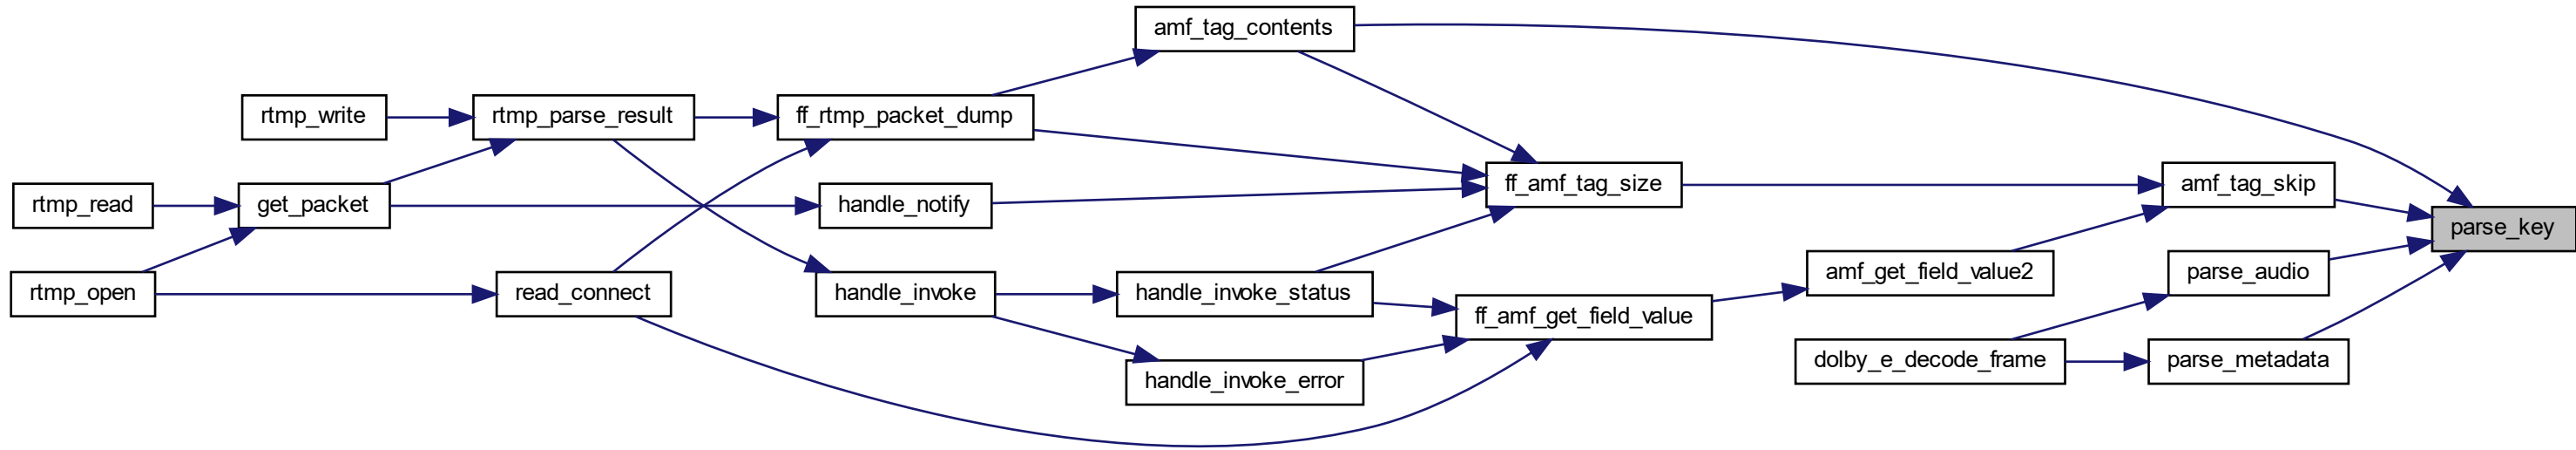 amf_tag_contents
rtmp_write
rtmp_parse_result
ff_rtmp_packet_dump
rtmp_read
get_packet
handle_notify
ff_amf_tag_size
amf_tag_skip
parse_key
rtmp_open
read_connect
handle_invoke
handle_invoke_status
ff_amf_get_field_value
amf_get_field_value2
parse_audio
handle_invoke_error
dolby_e_decode_frame
parse_metadata